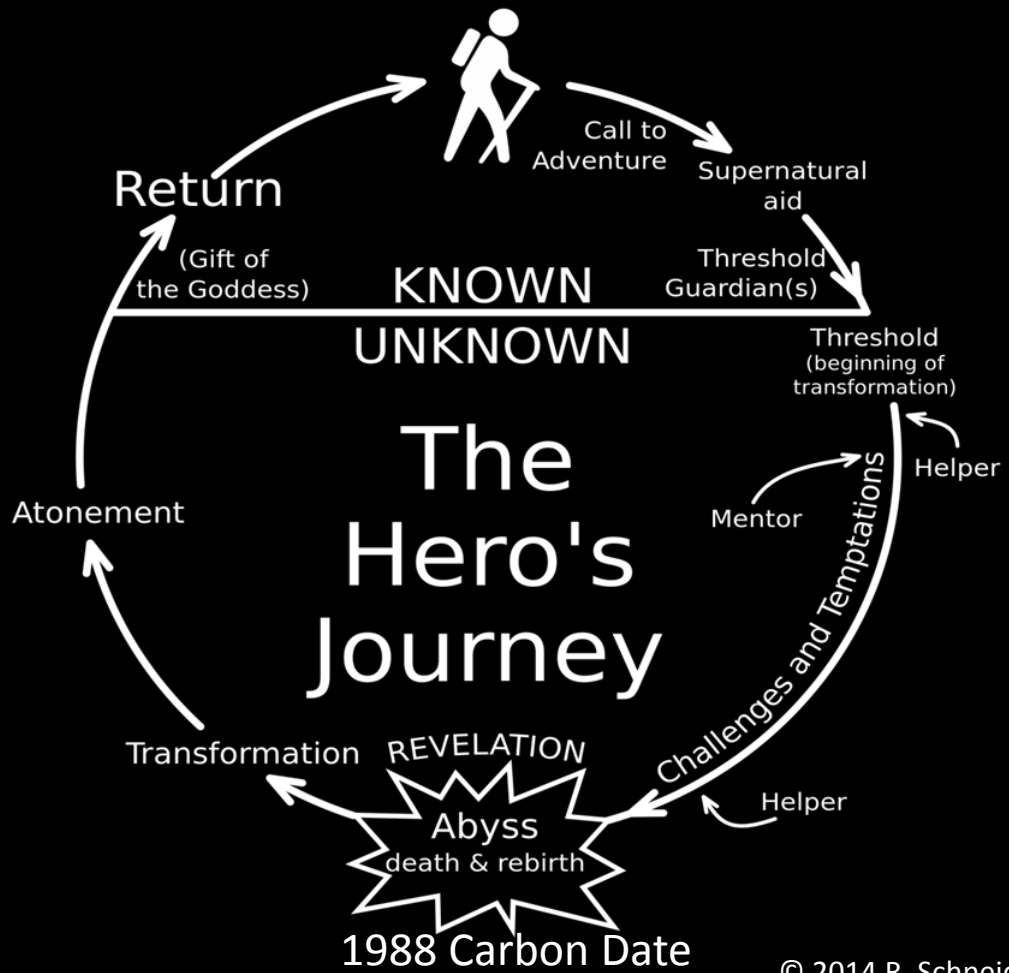 Call to
Adventure
Supernatural
aid
Return
(Gift of
the Goddess)
KNOWN
Threshold
Guardian(s)
UNKNOWN
Threshold
(beginning of
transformation)
The
Hero's
Journey
Helper
Mentor
Challenges and Temptations
Atonement
Transformation
REVELATION
Abyss
death & rebirth
Helper
1988 Carbon Date
© 2014 R.